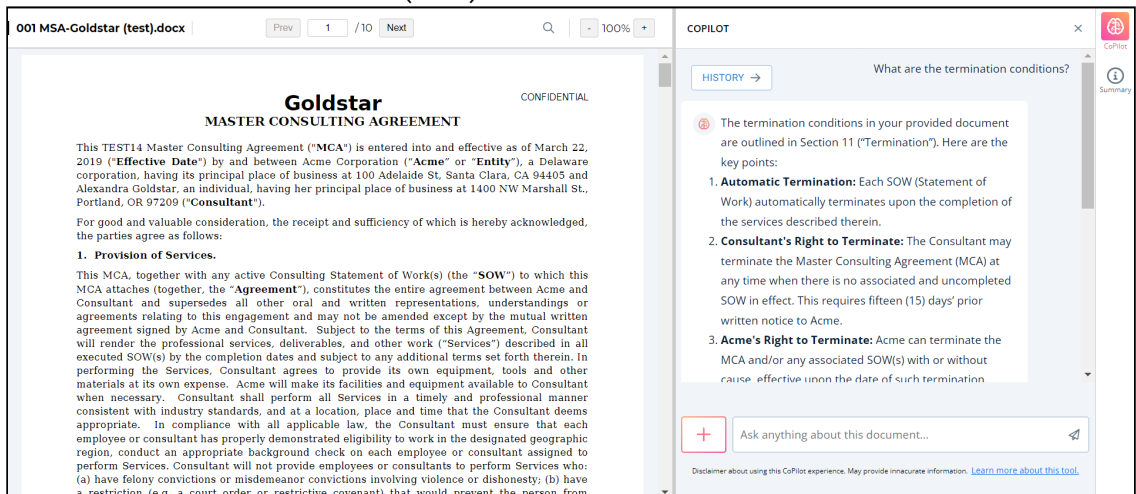 001 MSA-Goldstar (test).docx
Prev 1 / 10 Next
- 100% +
CONFIDENTIAL
Goldstar
MASTER CONSULTING AGREEMENT
This TEST14 Master Consulting Agreement ("MCA") is entered into and effective as of March 22,
2019 ("Effective Date") by and between Acme Corporation (“Acme” or “Entity”), a Delaware
corporation, having its principal place of business at 100 Adelaide St, Santa Clara, CA 94405 and
Alexandra Goldstar, an individual, having her principal place of business at 1400 NW Marshall St.,
Portland, OR 97209 ("Consultant").
For good and valuable consideration, the receipt and sufficiency of which is hereby acknowledged,
the parties agree as follows:
1. Provision of Services.
This MCA, together with any active Consulting Statement of Work(s) (the “SOW”) to which this
MCA attaches (together, the “Agreement”), constitutes the entire agreement between Acme and
Consultant and supersedes all other oral and written representations, understandings or
agreements relating to this engagement and may not be amended except by the mutual written
agreement signed by Acme and Consultant. Subject to the terms of this Agreement, Consultant
will render the professional services, deliverables, and other work (“Services”) described in all
executed SOW(s) by the completion dates and subject to any additional terms set forth therein. In
performing the Services, Consultant agrees to provide its own equipment, tools and other
materials at its own expense. Acme will make its facilities and equipment available to Consultant
when necessary. Consultant shall perform all Services in a timely and professional manner
consistent with industry standards, and at a location, place and time that the Consultant deems
appropriate. In compliance with all applicable law, the Consultant must ensure that each
employee or consultant has properly demonstrated eligibility to work in the designated geographic
region, conduct an appropriate background check on each employee or consultant assigned to
perform Services. Consultant will not provide employees or consultants to perform Services who:
(a) have felony convictions or misdemeanor convictions involving violence or dishonesty; (b) have
a restriction (e.g. a court order or restrictive covenant) that would prevent the person from
COPILOT
HISTORY →
What are the termination conditions?
The termination conditions in your provided document
are outlined in Section 11 (“Termination”). Here are the
key points:
1. Automatic Termination: Each SOW (Statement of
Work) automatically terminates upon the completion of
the services described therein.
2. Consultant's Right to Terminate: The Consultant may
terminate the Master Consulting Agreement (MCA) at
any time when there is no associated and uncompleted
SOW in effect. This requires fifteen (15) days’ prior
written notice to Acme.
3. Acme's Right to Terminate: Acme can terminate the
MCA and/or any associated SOW(s) with or without
cause, effective upon the date of such termination
Ask anything about this document...
Disclaimer about using this CoPilot experience. May provide innacurate information. Learn more about this tool.
CoPilot
Summary